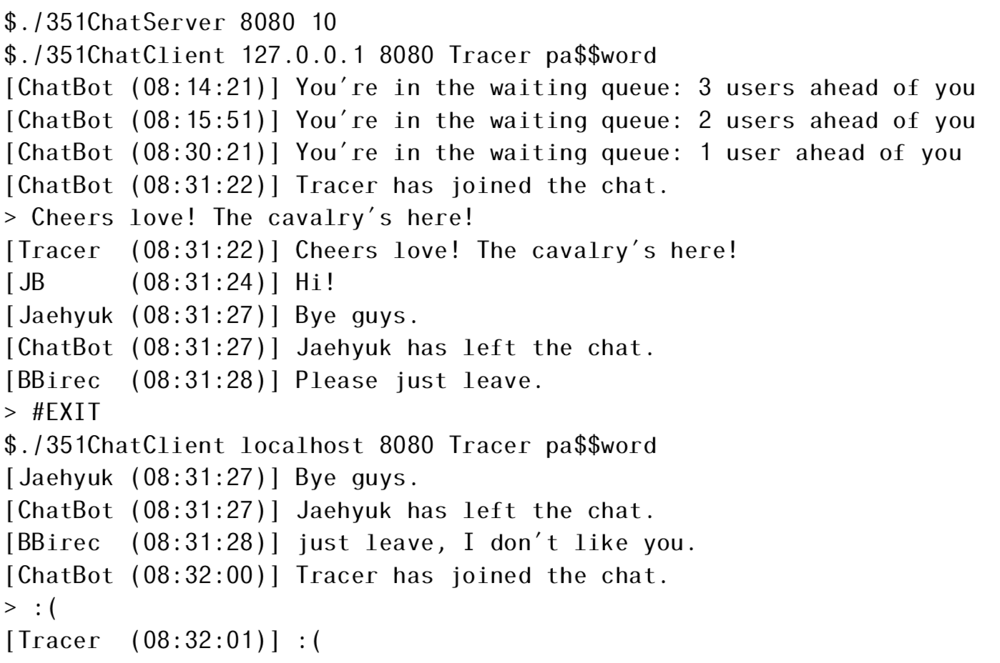 $./351ChatServer 8080 10
$./351ChatClient 127.0.0.1 8080 Tracer pa$$word
[ChatBot (08:14:21)] You're in the waiting queue: 3 users ahead of you
[ChatBot (08:15:51)] You're in the waiting queue: 2 users ahead of you
[ChatBot (08:30:21)] You're in the waiting queue: 1 user ahead of you
[ChatBot (08:31:22)] Tracer has joined the chat.
> Cheers love! The cavalry's here!
[Tracer  (08:31:22)] Cheers love! The cavalry's here!
[JB      (08:31:24)] Hi!
[Jaehyuk (08:31:27)] Bye guys.
[ChatBot (08:31:27)] Jaehyuk has left the chat.
[BBirec  (08:31:28)] Please just leave.
> #EXIT
$./351ChatClient localhost 8080 Tracer pa$$word
[Jaehyuk (08:31:27)] Bye guys.
[ChatBot (08:31:27)] Jaehyuk has left the chat.
[BBirec  (08:31:28)] just leave, I don't like you.
[ChatBot (08:32:00)] Tracer has joined the chat.
> :(
[Tracer  (08:32:01)] :(